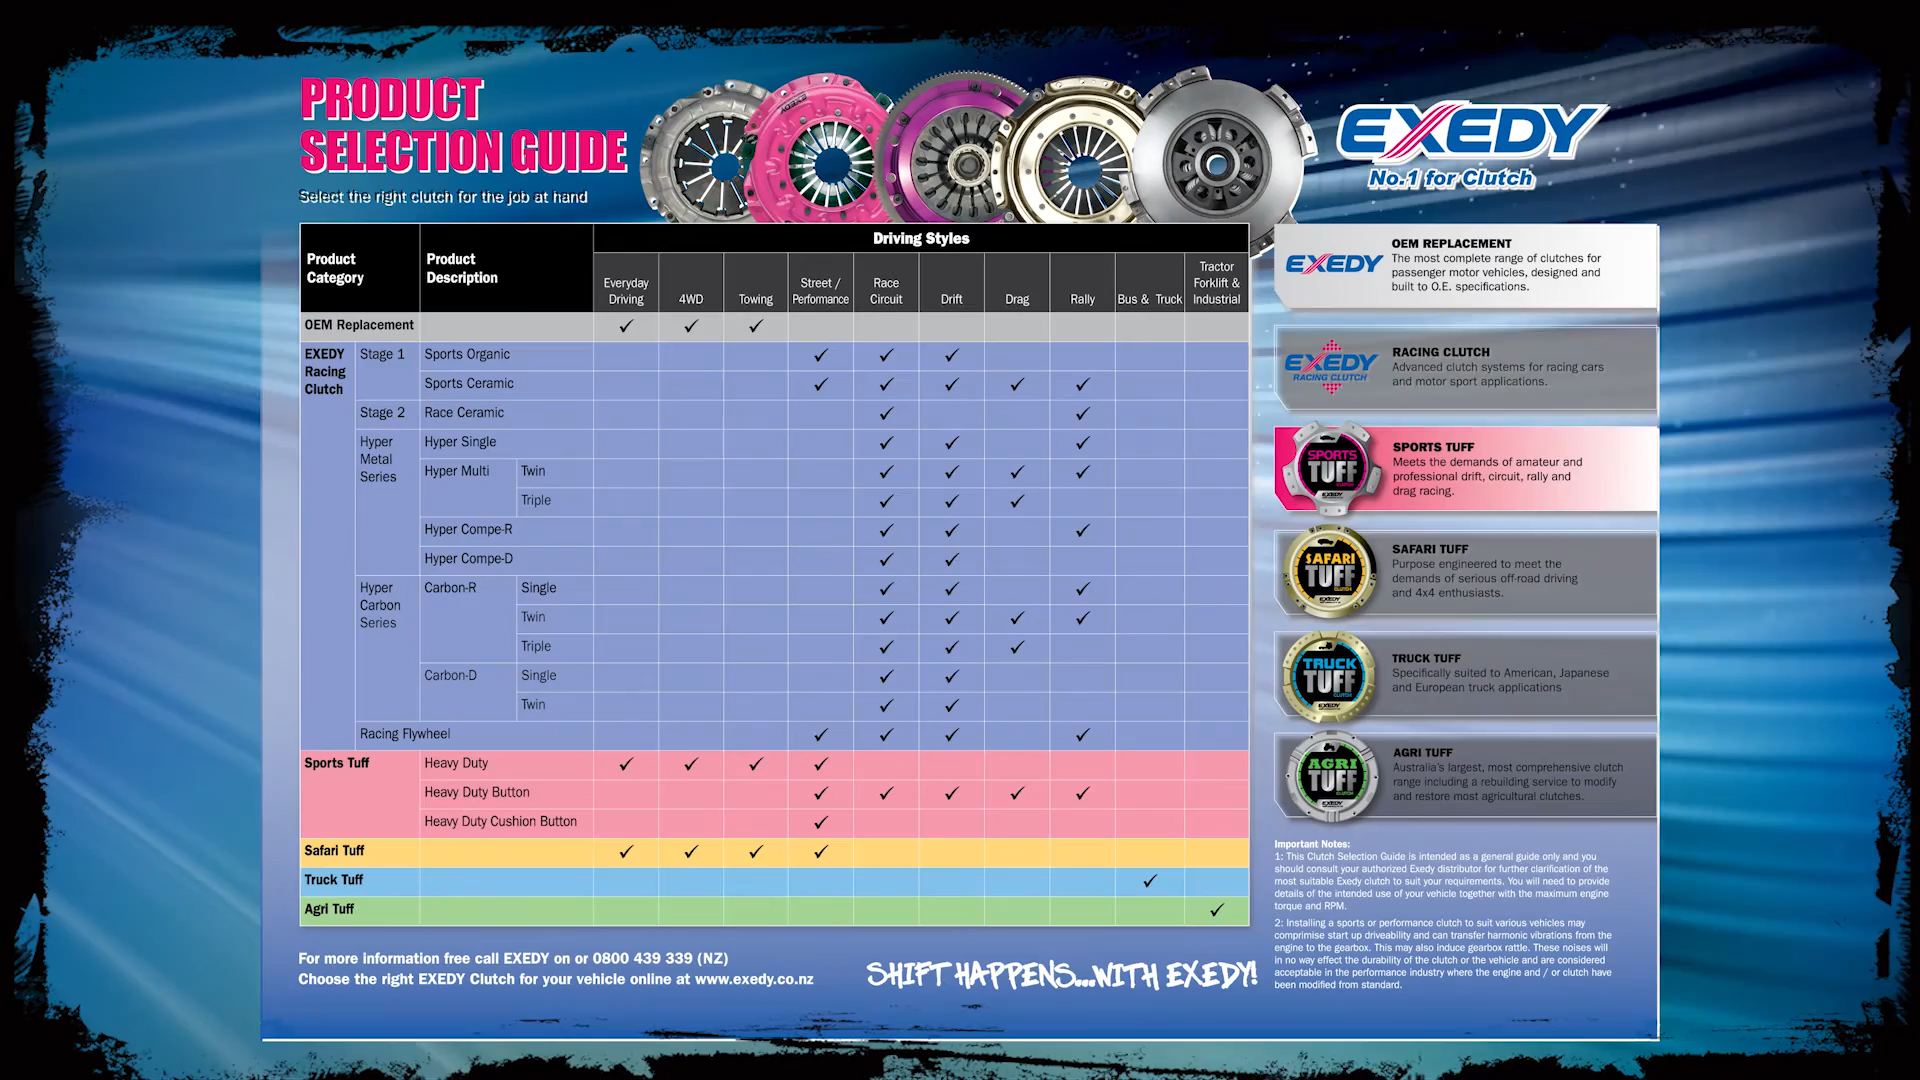 PRODUCT
SELECTION GUIDE
Select the right clutch for the job at hand
EXEDY
EXEDY
No.1 for Clutch
Product
Category
Product
Description
Driving Styles
Everyday
Driving
4WD
Towing
Street /
Performance
Race
Circuit
Drift
Drag
Rally
Bus & Truck
Tractor
Forklift &
Industrial
OEM Replacement ✓ ✓ ✓
EXEDY
Racing
Clutch
Stage 1
Sports Organic ✓ ✓ ✓
Sports Ceramic ✓ ✓ ✓ ✓ ✓
Stage 2
Race Ceramic ✓ ✓
Hyper
Metal
Series
Hyper Single ✓ ✓ ✓
Hyper Multi Twin ✓ ✓ ✓ ✓
Triple ✓ ✓ ✓
Hyper Compe-R ✓ ✓ ✓
Hyper Compe-D ✓ ✓
Hyper
Carbon
Series
Carbon-R Single ✓ ✓ ✓
Twin ✓ ✓ ✓ ✓
Triple ✓ ✓ ✓
Carbon-D Single ✓ ✓
Twin ✓ ✓
Racing Flywheel ✓ ✓ ✓ ✓
Sports Tuff Heavy Duty ✓ ✓ ✓ ✓
Heavy Duty Button ✓ ✓ ✓ ✓ ✓
Heavy Duty Cushion Button ✓
Safari Tuff ✓ ✓ ✓ ✓
Truck Tuff ✓
Agri Tuff ✓
For more information free call EXEDY on or 0800 439 339 (NZ)
Choose the right EXEDY Clutch for your vehicle online at www.exedy.co.nz
SHIFT HAPPENS...WITH EXEDY!
EXEDY
OEM REPLACEMENT
The most complete range of clutches for
passenger motor vehicles, designed and
built to O.E. specifications.
EXEDY
RACING CLUTCH
RACING CLUTCH
Advanced clutch systems for racing cars
and motor sport applications.
SPORTS
TUFF
CLUTCH
EXEDY
SPORTS TUFF
Meets the demands of amateur and
professional drift, circuit, rally and
drag racing.
SAFARI
TUFF
CLUTCH
EXEDY
SAFARI TUFF
Purpose engineered to meet the
demands of serious off-road driving
and 4x4 enthusiasts.
TRUCK
TUFF
CLUTCH
EXEDY
TRUCK TUFF
Specifically suited to American, Japanese
and European truck applications
AGRI
TUFF
CLUTCH
EXEDY
AGRI TUFF
Australia's largest, most comprehensive clutch
range including a rebuilding service to modify
and restore most agricultural clutches.
Important Notes:
1: This Clutch Selection Guide is intended as a general guide only and you
should consult your authorized Exedy distributor for further clarification of the
most suitable Exedy clutch to suit your requirements. You will need to provide
details of the intended use of your vehicle together with the maximum engine
torque and RPM.
2: Installing a sports or performance clutch to suit various vehicles may
comprimise start up driveability and can transfer harmonic vibrations from the
engine to the gearbox. This may also induce gearbox rattle. These noises will
in no way effect the durability of the clutch or the vehicle and are considered
acceptable in the performance industry where the engine and / or clutch have
been modified from standard.